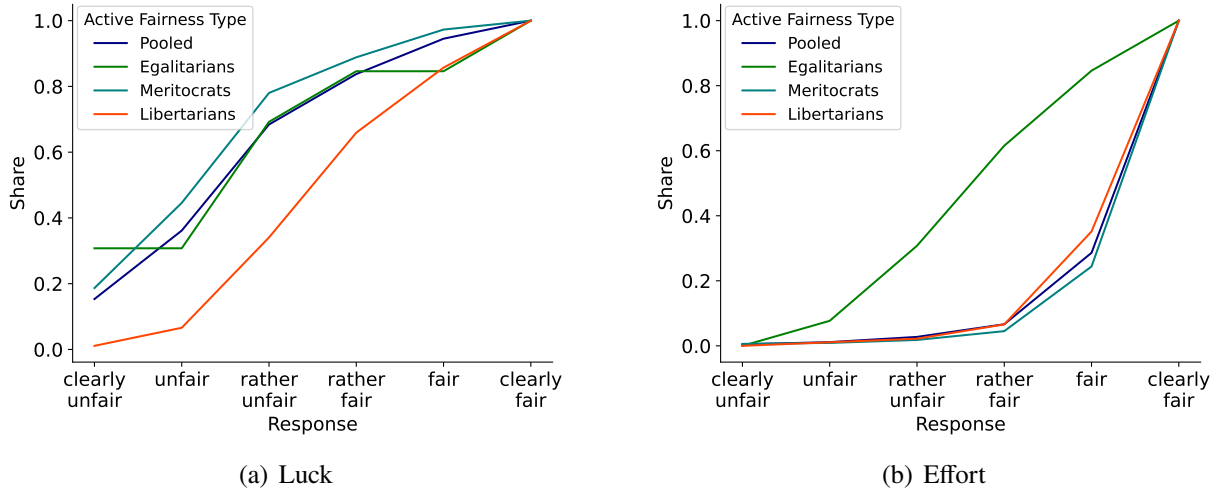 Active Fairness Type
Pooled
Egalitarians
Meritocrats
Libertarians
1.0
0.8
0.6
0.4
0.2
0.0
Share
clearly
unfair
unfair
rather
unfair
rather
fair
fair
clearly
fair
Response
(a) Luck
Active Fairness Type
Pooled
Egalitarians
Meritocrats
Libertarians
1.0
0.8
0.6
0.4
0.2
0.0
Share
clearly
unfair
unfair
rather
unfair
rather
fair
fair
clearly
fair
Response
(b) Effort